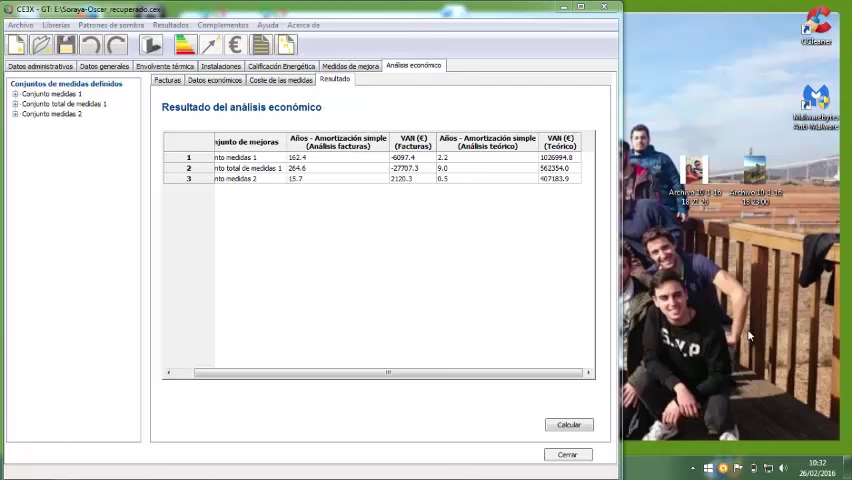 CE3X - GT: E:\Soraya-Oscar_recuperado.cex
Archivo Librerías Patrones de sombra Resultados Complementos Ayuda Acerca de
Datos administrativos Datos generales Envolvente térmica Instalaciones Calificación Energética Medidas de mejora Análisis económico
Conjuntos de medidas definidos
Conjunto medidas 1
Conjunto total de medidas 1
Conjunto medidas 2
Facturas Datos económicos Coste de las medidas Resultado
Resultado del análisis económico
njunto de mejoras Años - Amortización simple (Análisis facturas) VAN (€) (Facturas) Años - Amortización simple (Análisis teórico) VAN (€) (Teórico)
1 nto medidas 1 162.4 -6097.4 2.2 1026994.8
2 nto total de medidas 1 264.6 -27707.3 9.0 562354.0
3 nto medidas 2 15.7 2120.3 0.5 407183.9
Calcular
Cerrar
CCleaner
Malwarebytes
Anti-Malware
Archivo 10-1-16
18 21 25
Archivo 10-1-16
18 23 00
S.V.P
10:32
26/02/2016